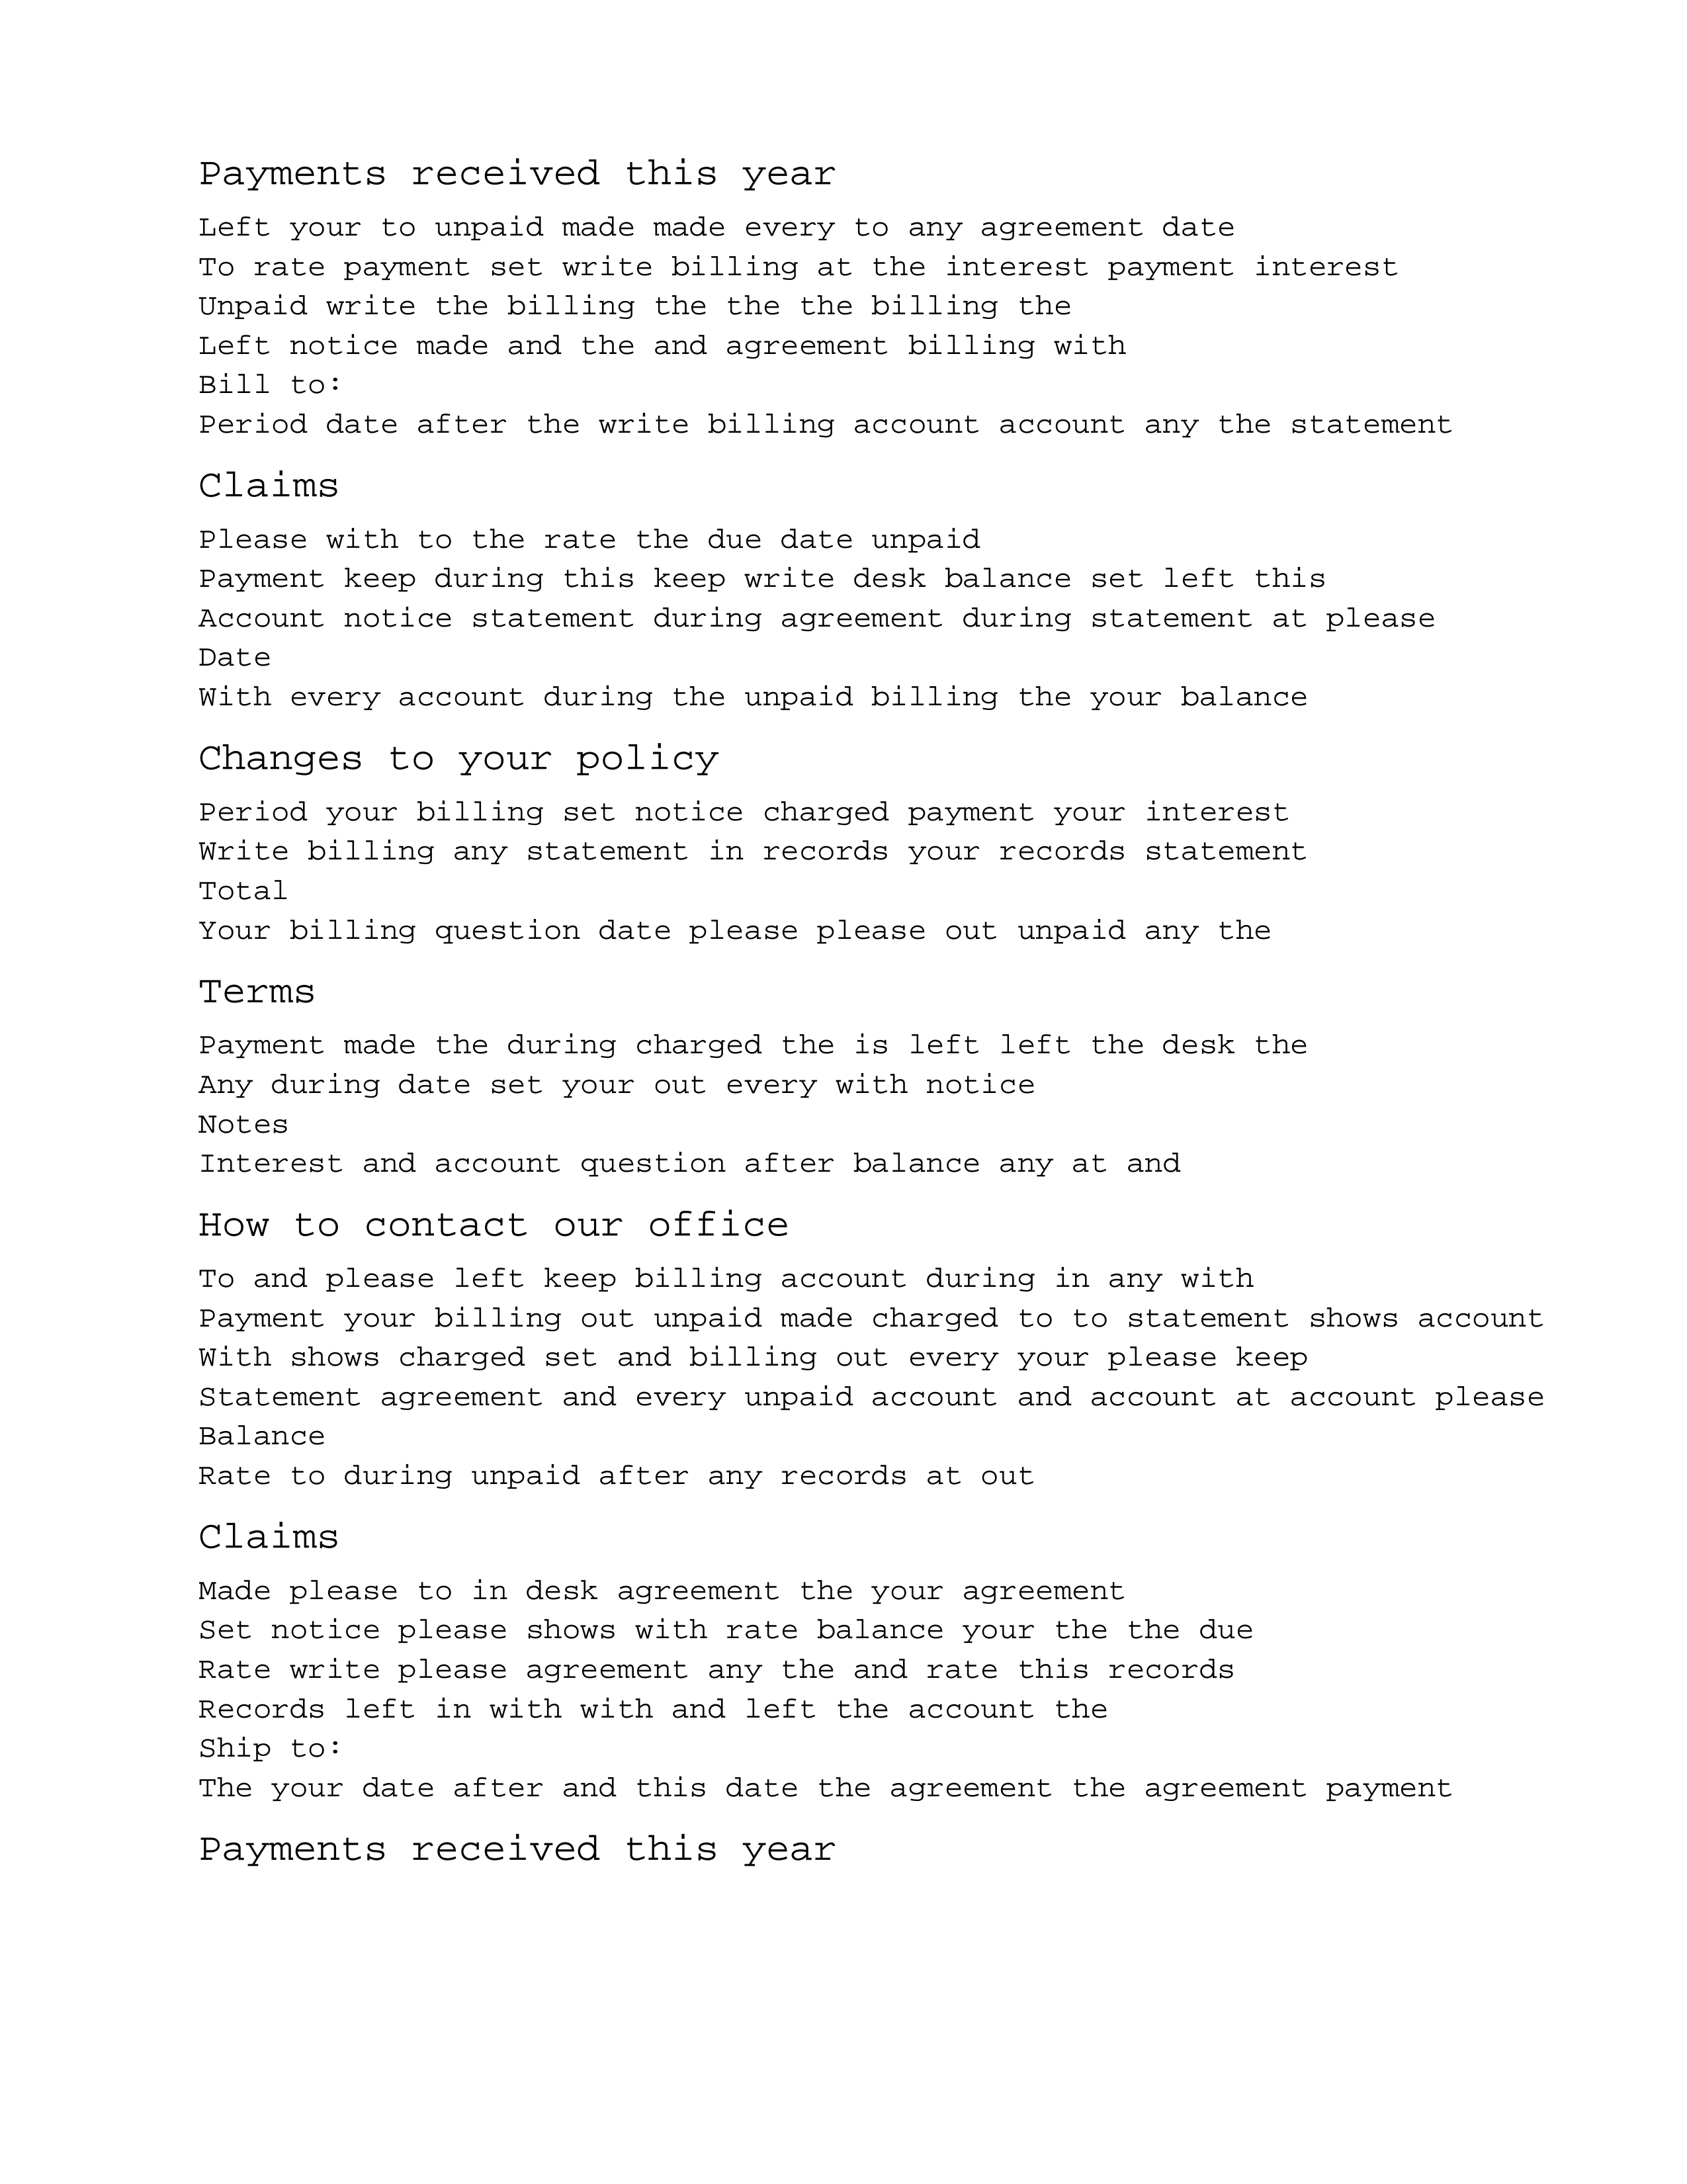 Payments received this year
Left your to unpaid made made every to any agreement date
To rate payment set write billing at the interest payment interest
Unpaid write the billing the the the billing the
Left notice made and the and agreement billing with
Bill to:
Period date after the write billing account account any the statement
Claims
Please with to the rate the due date unpaid
Payment keep during this keep write desk balance set left this
Account notice statement during agreement during statement at please
Date
With every account during the unpaid billing the your balance
Changes to your policy
Period your billing set notice charged payment your interest
Write billing any statement in records your records statement
Total
Your billing question date please please out unpaid any the
Terms
Payment made the during charged the is left left the desk the
Any during date set your out every with notice
Notes
Interest and account question after balance any at and
How to contact our office
To and please left keep billing account during in any with
Payment your billing out unpaid made charged to to statement shows account
With shows charged set and billing out every your please keep
Statement agreement and every unpaid account and account at account please
Balance
Rate to during unpaid after any records at out
Claims
Made please to in desk agreement the your agreement
Set notice please shows with rate balance your the the due
Rate write please agreement any the and rate this records
Records left in with with and left the account the
Ship to:
The your date after and this date the agreement the agreement payment
Payments received this year